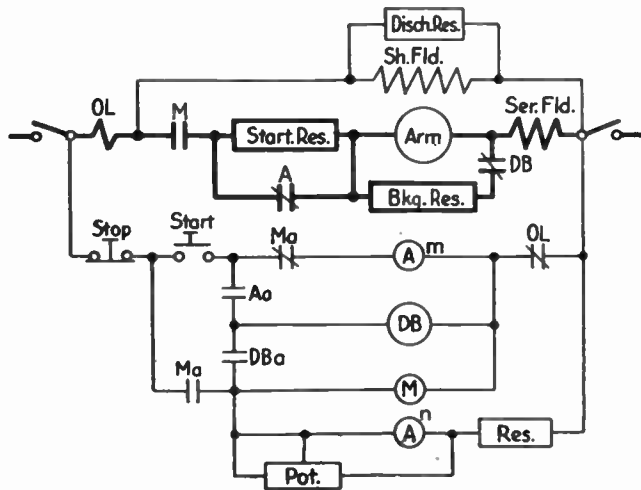 Disch.Res.
Sh.Fld.
OL M Ser.Fld.
Start.Res. Arm
A DB
Bkg.Res.
Stop Start Ma A m OL
Aa
DB
DBa
Ma M
A n
Res.
Pot.